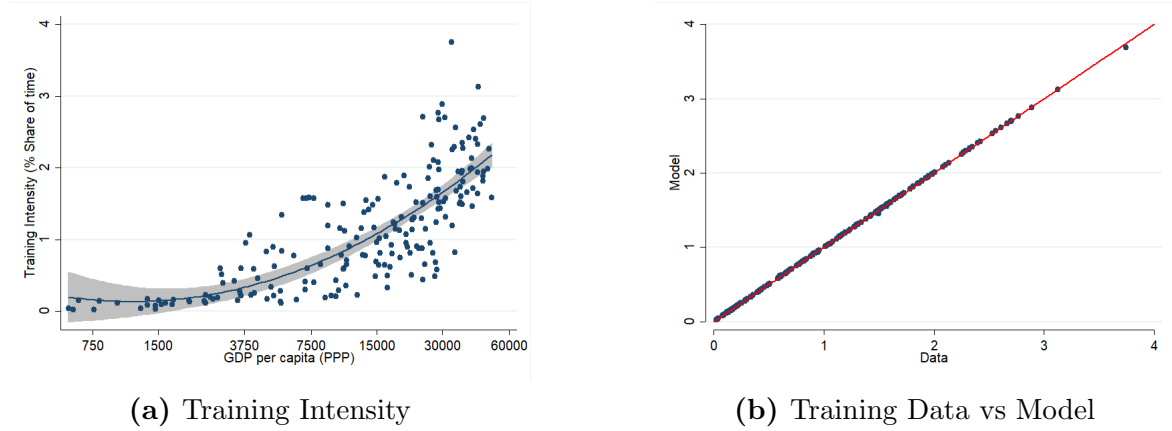 Training Intensity (% Share of time)
4
3
2
1
0
750 1500 3750 7500 15000 30000 60000
GDP per capita (PPP)
(a) Training Intensity
Model
4
3
2
1
0
0 1 2 3 4
Data
(b) Training Data vs Model